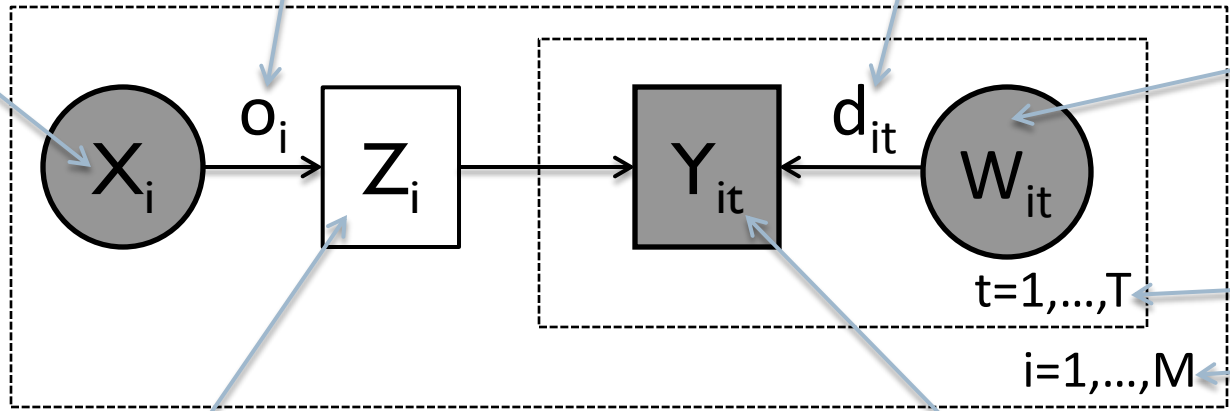 X_i
o_i
Z_i
Y_it
d_it
W_it
t=1,...,T
i=1,...,M